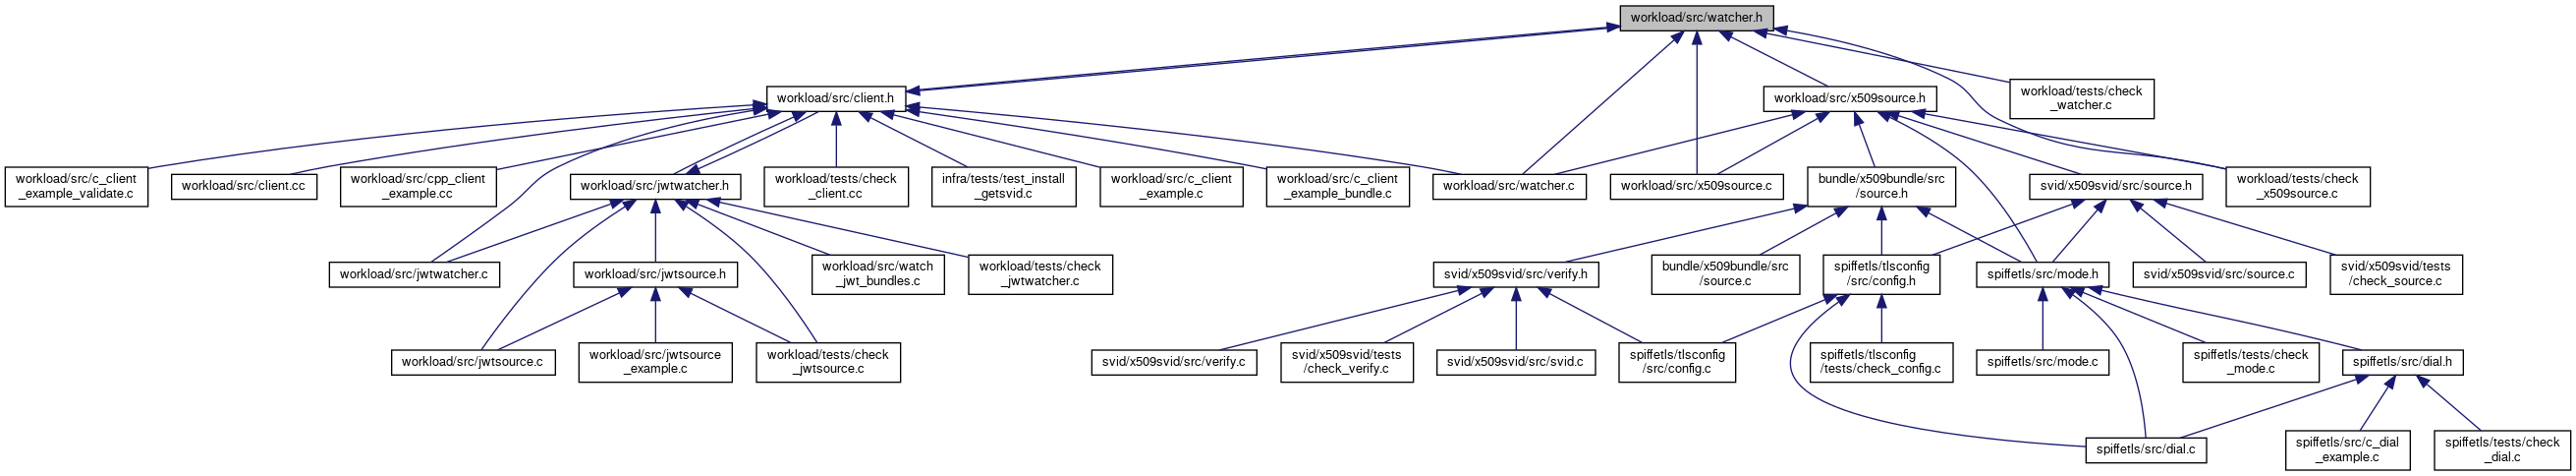 workload/src/watcher.h
workload/src/client.h
workload/src/x509source.h
workload/tests/check
_watcher.c
workload/src/c_client
_example_validate.c
workload/src/client.cc
workload/src/cpp_client
_example.cc
workload/src/jwtwatcher.h
workload/tests/check
_client.cc
infra/tests/test_install
_getsvid.c
workload/src/c_client
_example.c
workload/src/c_client
_example_bundle.c
workload/src/watcher.c
workload/src/x509source.c
bundle/x509bundle/src
/source.h
svid/x509svid/src/source.h
workload/tests/check
_x509source.c
workload/src/jwtwatcher.c
workload/src/jwtsource.h
workload/src/watch
_jwt_bundles.c
workload/tests/check
_jwtwatcher.c
svid/x509svid/src/verify.h
bundle/x509bundle/src
/source.c
spiffetls/tlsconfig
/src/config.h
spiffetls/src/mode.h
svid/x509svid/src/source.c
svid/x509svid/tests
/check_source.c
workload/src/jwtsource.c
workload/src/jwtsource
_example.c
workload/tests/check
_jwtsource.c
svid/x509svid/src/verify.c
svid/x509svid/tests
/check_verify.c
svid/x509svid/src/svid.c
spiffetls/tlsconfig
/src/config.c
spiffetls/tlsconfig
/tests/check_config.c
spiffetls/src/mode.c
spiffetls/tests/check
_mode.c
spiffetls/src/dial.h
spiffetls/src/dial.c
spiffetls/src/c_dial
_example.c
spiffetls/tests/check
_dial.c